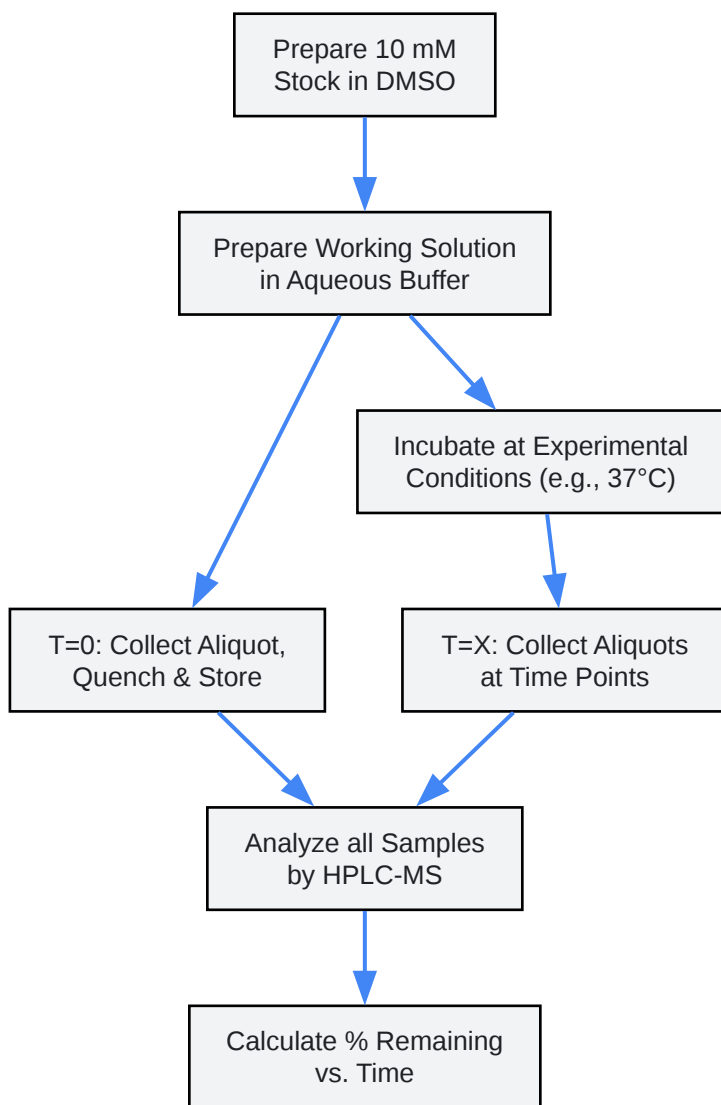 Prepare 10 mM
Stock in DMSO
Prepare Working Solution
in Aqueous Buffer
Incubate at Experimental
Conditions (e.g., 37°C)
T=0: Collect Aliquot,
Quench & Store
T=X: Collect Aliquots
at Time Points
Analyze all Samples
by HPLC-MS
Calculate % Remaining
vs. Time